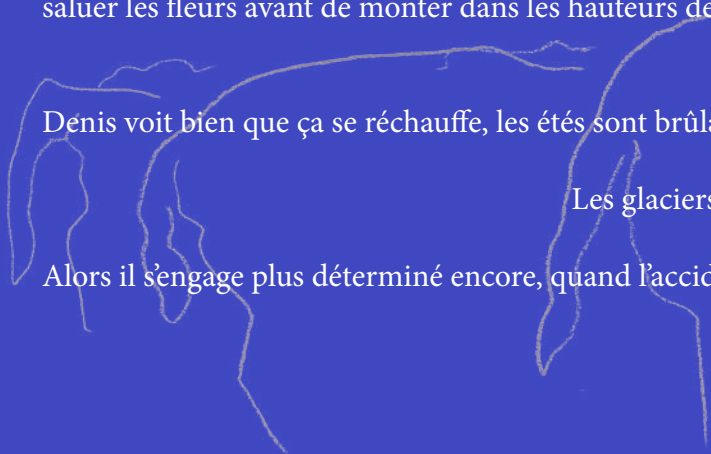 saluer les fleurs avant de monter dans les hauteurs de
Denis voit bien que ça se réchauffe, les étés sont brûla
Les glaciers
Alors il s’engage plus déterminé encore, quand l’accid